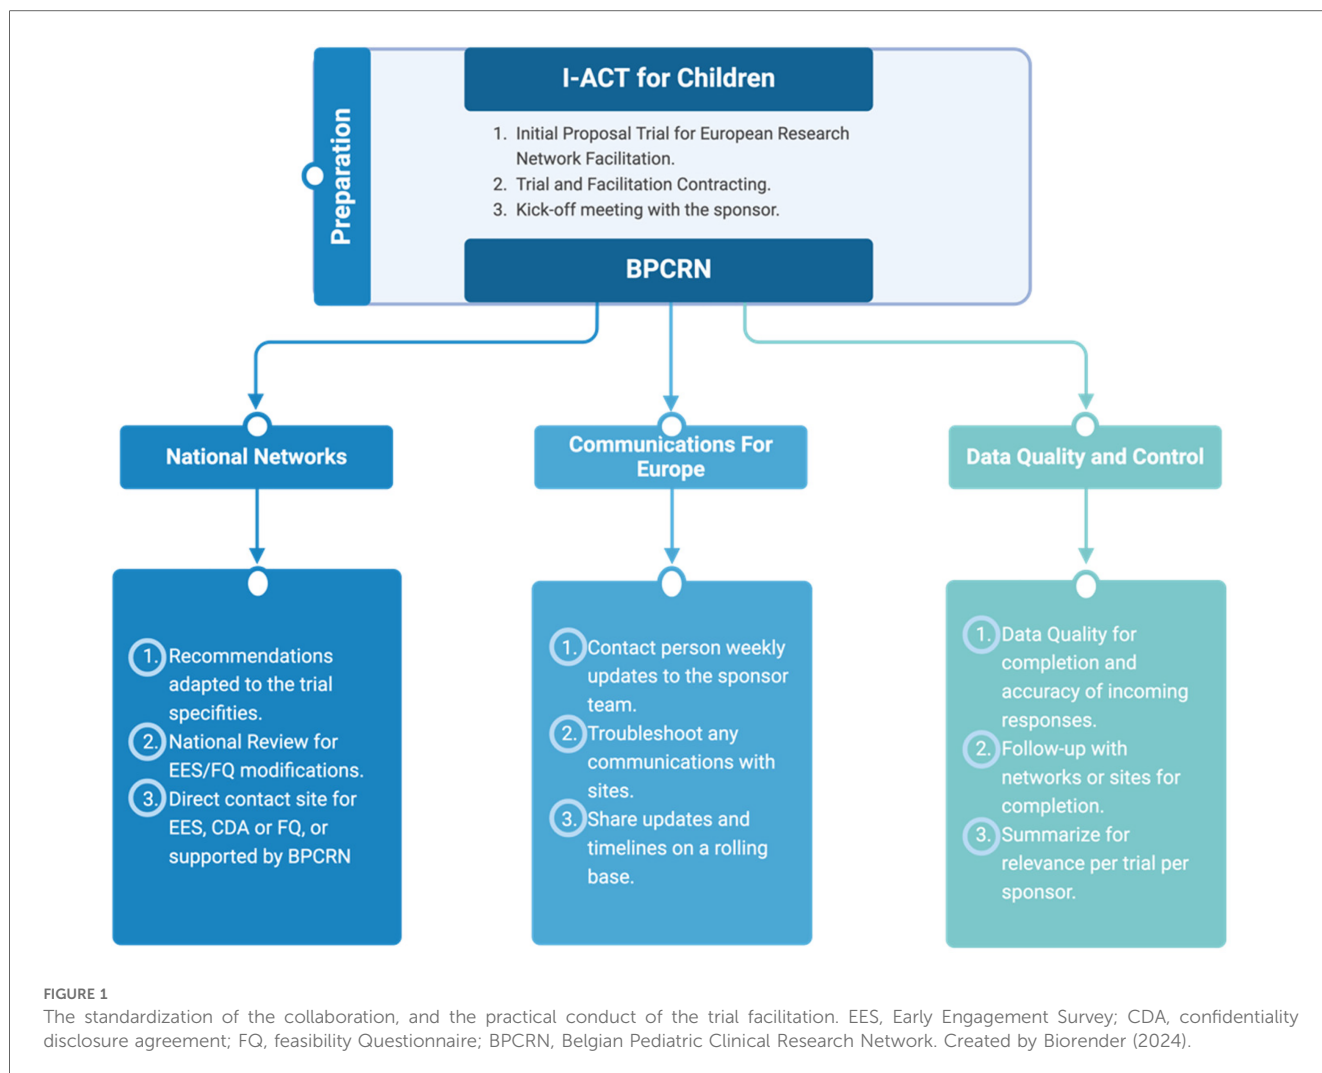 Preparation
I-ACT for Children
1. Initial Proposal Trial for European Research
Network Facilitation.
2. Trial and Facilitation Contracting.
3. Kick-off meeting with the sponsor.
BPCRN
National Networks
1. Recommendations
adapted to the trial
specifities.
2. National Review for
EES/FQ modifications.
3. Direct contact site for
EES, CDA or FQ, or
supported by BPCRN
Communications For
Europe
1. Contact person weekly
updates to the sponsor
team.
2. Troubleshoot any
communications with
sites.
3. Share updates and
timelines on a rolling
base.
Data Quality and Control
1. Data Quality for
completion and
accuracy of incoming
responses.
2. Follow-up with
networks or sites for
completion.
3. Summarize for
relevance per trial per
sponsor.
FIGURE 1
The standardization of the collaboration, and the practical conduct of the trial facilitation. EES, Early Engagement Survey; CDA, confidentiality
disclosure agreement; FQ, feasibility Questionnaire; BPCRN, Belgian Pediatric Clinical Research Network. Created by Biorender (2024).